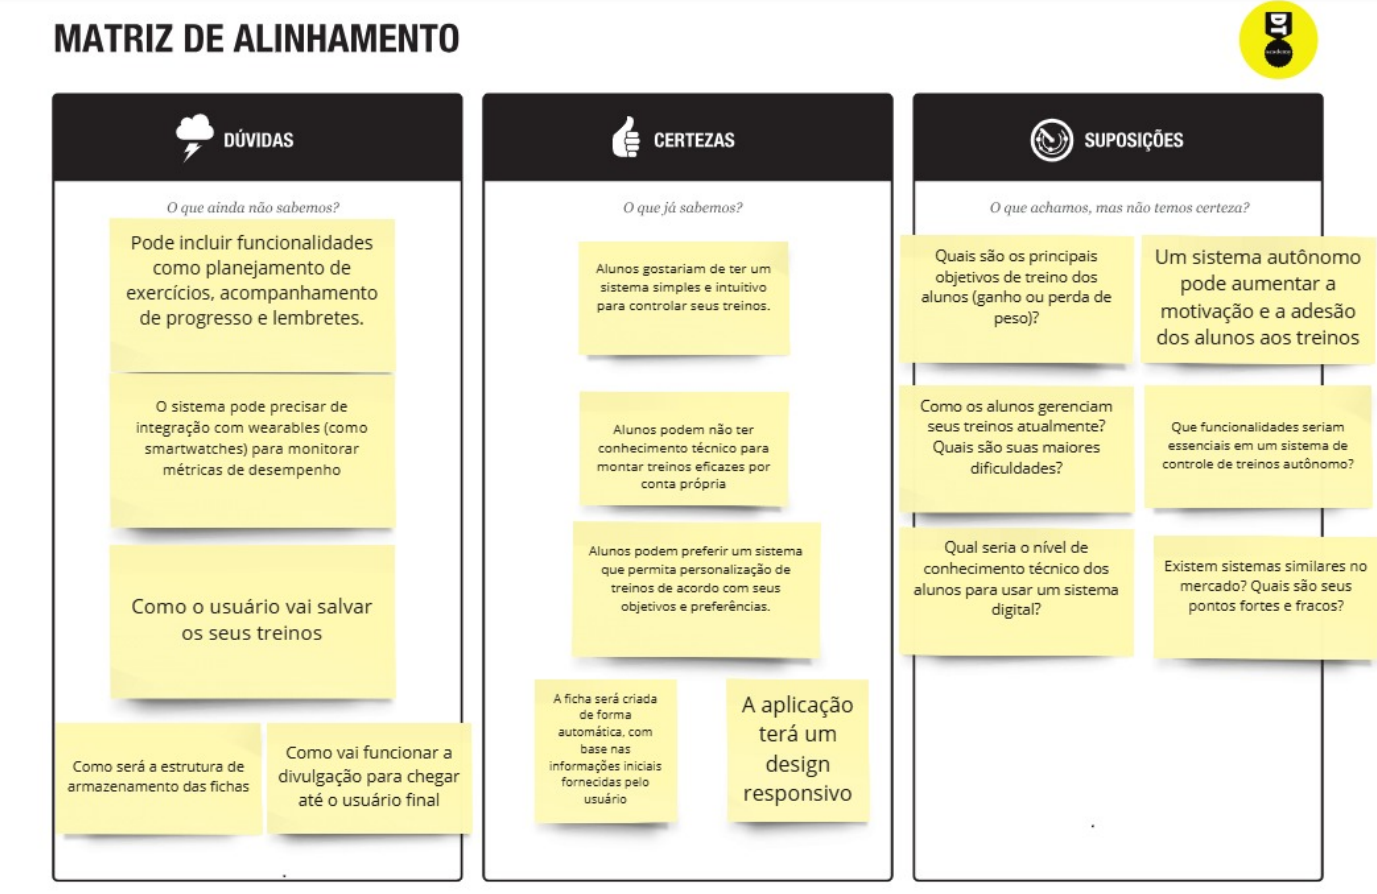 MATRIZ DE ALINHAMENTO
DT
academy
DÚVIDAS
O que ainda não sabemos?
Pode incluir funcionalidades
como planejamento de
exercícios, acompanhamento
de progresso e lembretes.
O sistema pode precisar de
integração com wearables (como
smartwatches) para monitorar
métricas de desempenho
Como o usuário vai salvar
os seus treinos
Como será a estrutura de
armazenamento das fichas
Como vai funcionar a
divulgação para chegar
até o usuário final
CERTEZAS
O que já sabemos?
Alunos gostariam de ter um
sistema simples e intuitivo
para controlar seus treinos.
Alunos podem não ter
conhecimento técnico para
montar treinos eficazes por
conta própria
Alunos podem preferir um sistema
que permita personalização de
treinos de acordo com seus
objetivos e preferências.
A ficha será criada
de forma
automática, com
base nas
informações iniciais
fornecidas pelo
usuário
A aplicação
terá um
design
responsivo
SUPOSIÇÕES
O que achamos, mas não temos certeza?
Quais são os principais
objetivos de treino dos
alunos (ganho ou perda de
peso)?
Um sistema autônomo
pode aumentar a
motivação e a adesão
dos alunos aos treinos
Como os alunos gerenciam
seus treinos atualmente?
Quais são suas maiores
dificuldades?
Que funcionalidades seriam
essenciais em um sistema de
controle de treinos autônomo?
Qual seria o nível de
conhecimento técnico dos
alunos para usar um sistema
digital?
Existem sistemas similares no
mercado? Quais são seus
pontos fortes e fracos?